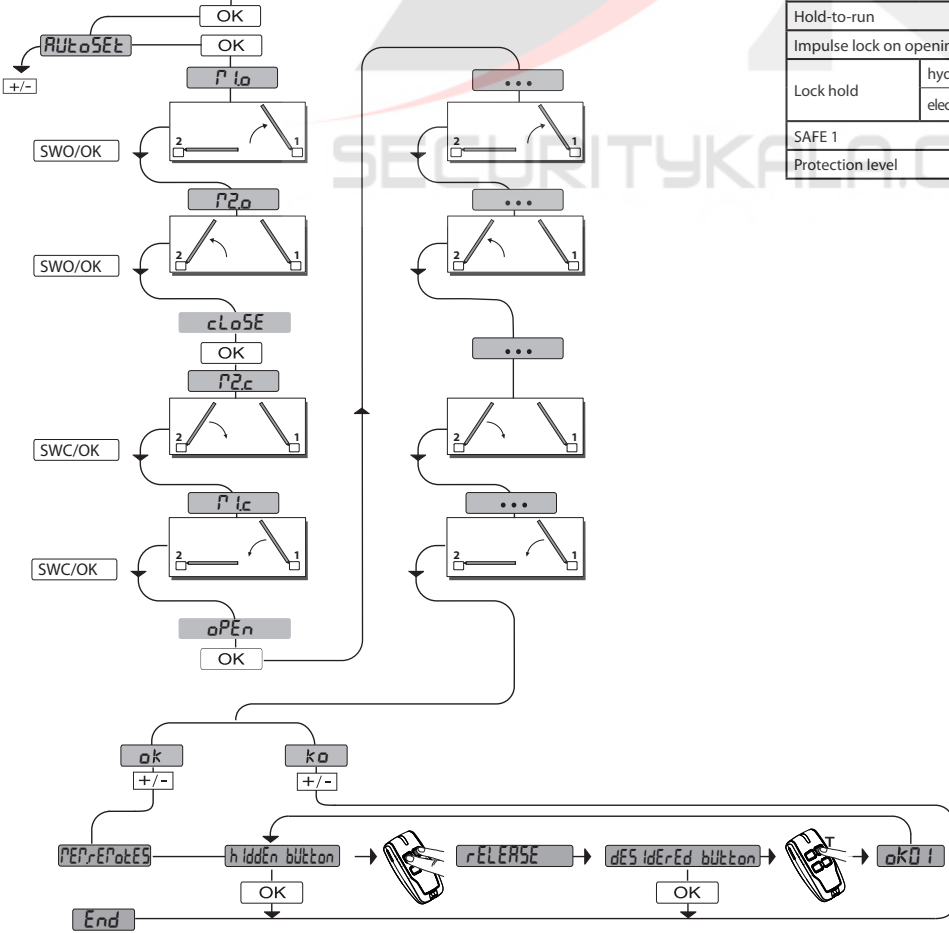 OK
AUtoSEt
OK
+/-
M1.o
2 1
SWO/OK
M2.o
2 1
SWO/OK
cLoSE
OK
M2.c
2 1
SWC/OK
M1.c
2 1
SWC/OK
oPEn
OK
...
2 1
...
2 1
...
2 1
...
2 1
SECURITYKALA.C
Hold-to-run
Impulse lock on openin
Lock hold
hyd
elec
SAFE 1
Protection level
ok
+/-
ko
+/-
MEM.rEMotES
hIddEn bUtton
rELEASE
dESIdErEd bUtton
T
ok01
OK
OK
End